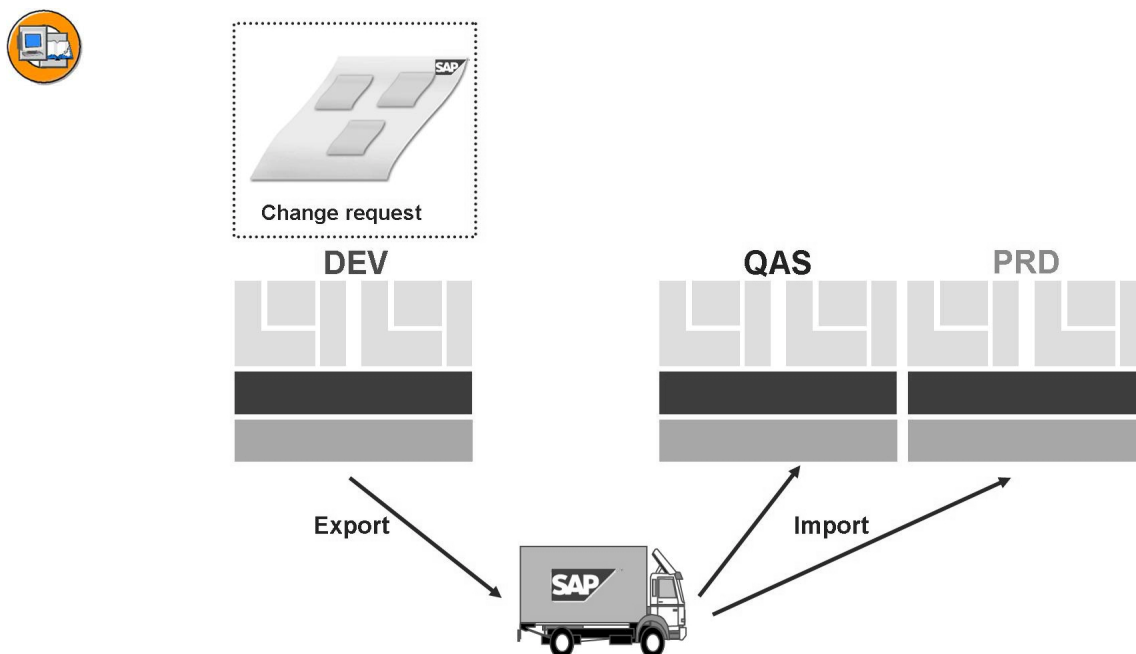 SAP
Change request
DEV
QAS
PRD
Export
Import
SAP